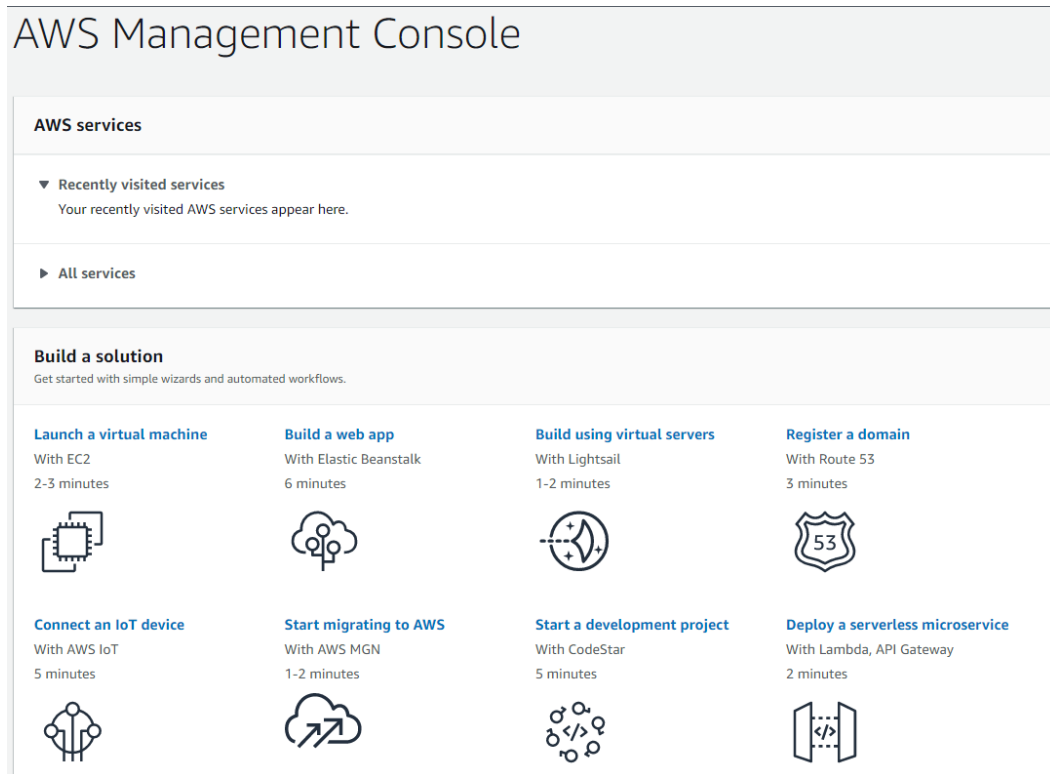 AWS Management Console
AWS services
Recently visited services
Your recently visited AWS services appear here.
All services
Build a solution
Get started with simple wizards and automated workflows.
Launch a virtual machine
With EC2
2-3 minutes
Build a web app
With Elastic Beanstalk
6 minutes
Build using virtual servers
With Lightsail
1-2 minutes
Register a domain
With Route 53
3 minutes
53
Connect an IoT device
With AWS IoT
5 minutes
Start migrating to AWS
With AWS MGN
1-2 minutes
Start a development project
With CodeStar
5 minutes
</>
Deploy a serverless microservice
With Lambda, API Gateway
2 minutes
</>